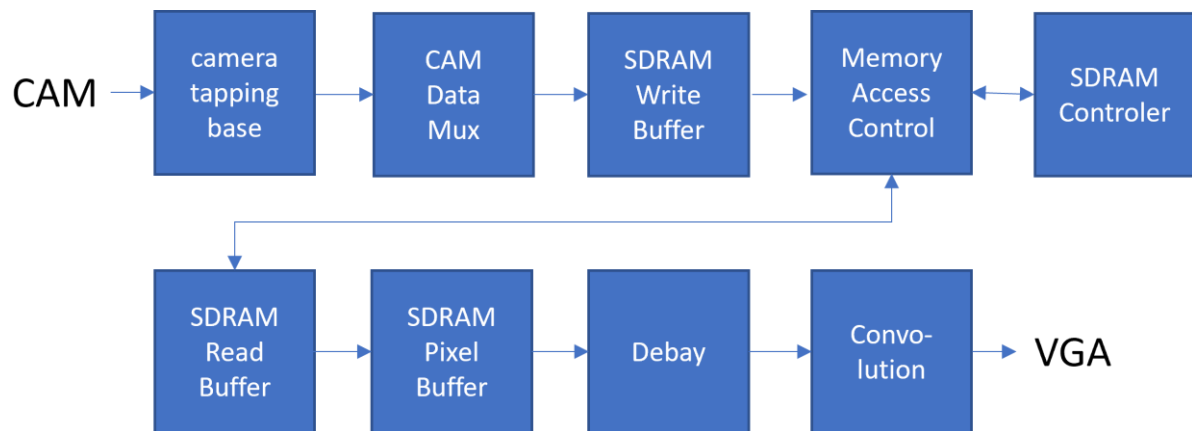 CAM
camera
tapping
base
CAM
Data
Mux
SDRAM
Write
Buffer
Memory
Access
Control
SDRAM
Controler
SDRAM
Read
Buffer
SDRAM
Pixel
Buffer
Debay
Convo-
lution
VGA